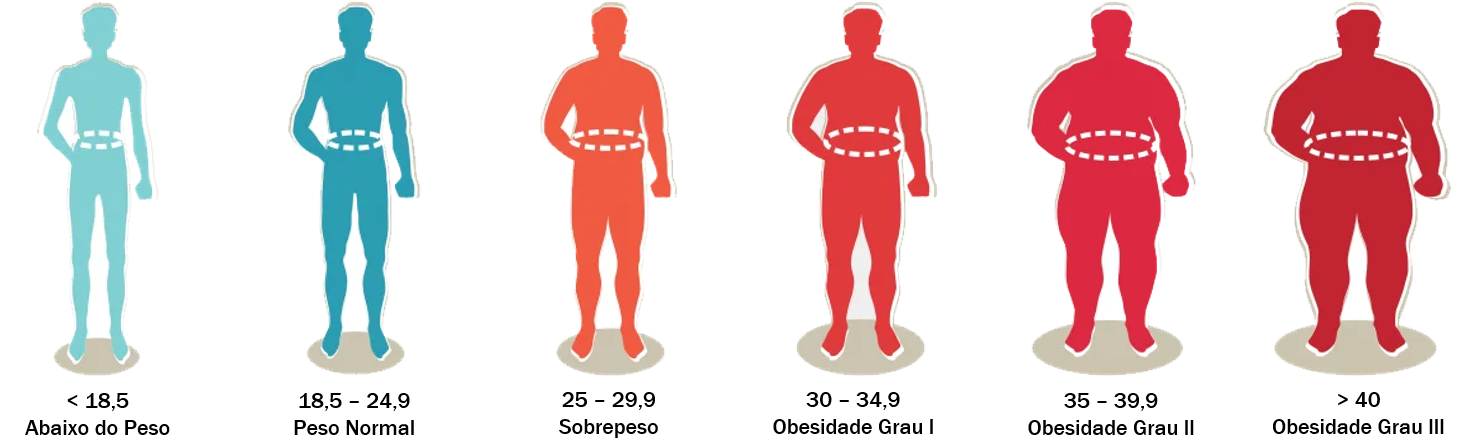 < 18,5
Abaixo do Peso
18,5 – 24,9
Peso Normal
25 – 29,9
Sobrepeso
30 – 34,9
Obesidade Grau I
35 – 39,9
Obesidade Grau II
> 40
Obesidade Grau III